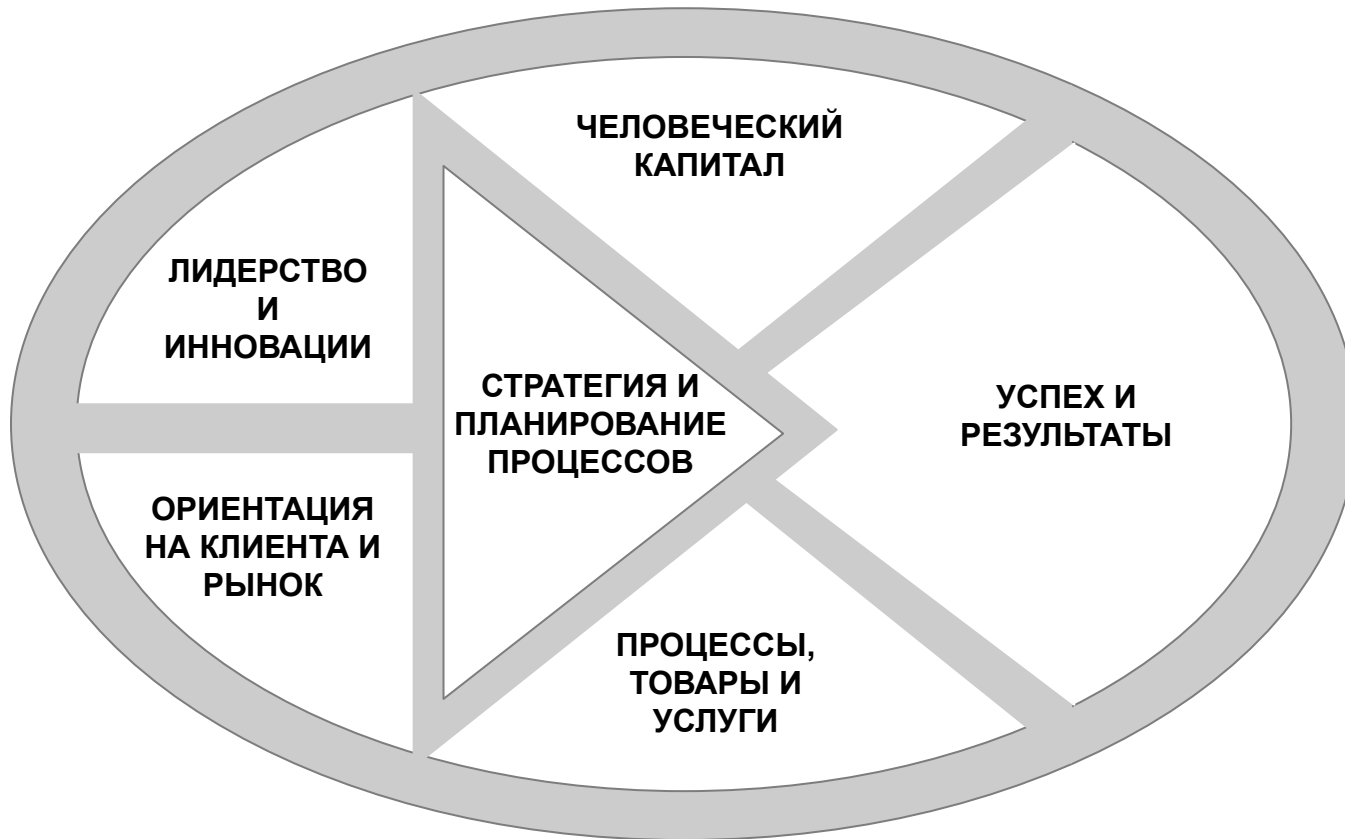 ЧЕЛОВЕЧЕСКИЙ
КАПИТАЛ
ЛИДЕРСТВО
И
ИННОВАЦИИ
СТРАТЕГИЯ И
ПЛАНИРОВАНИЕ
ПРОЦЕССОВ
УСПЕХ И
РЕЗУЛЬТАТЫ
ОРИЕНТАЦИЯ
НА КЛИЕНТА И
РЫНОК
ПРОЦЕССЫ,
ТОВАРЫ И
УСЛУГИ